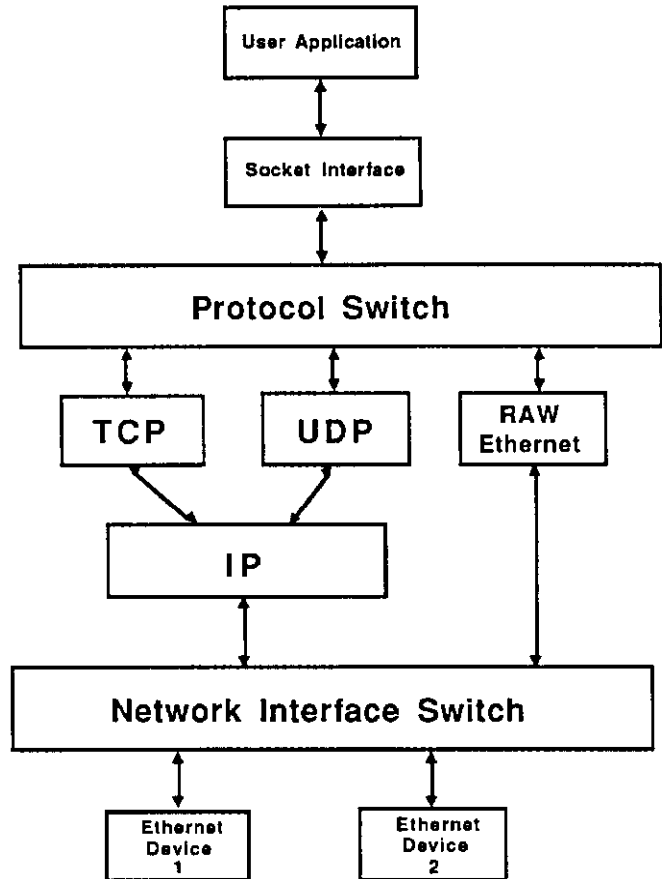 User Application
Socket Interface
Protocol Switch
TCP
UDP
RAW
Ethernet
IP
Network Interface Switch
Ethernet
Device
1
Ethernet
Device
2